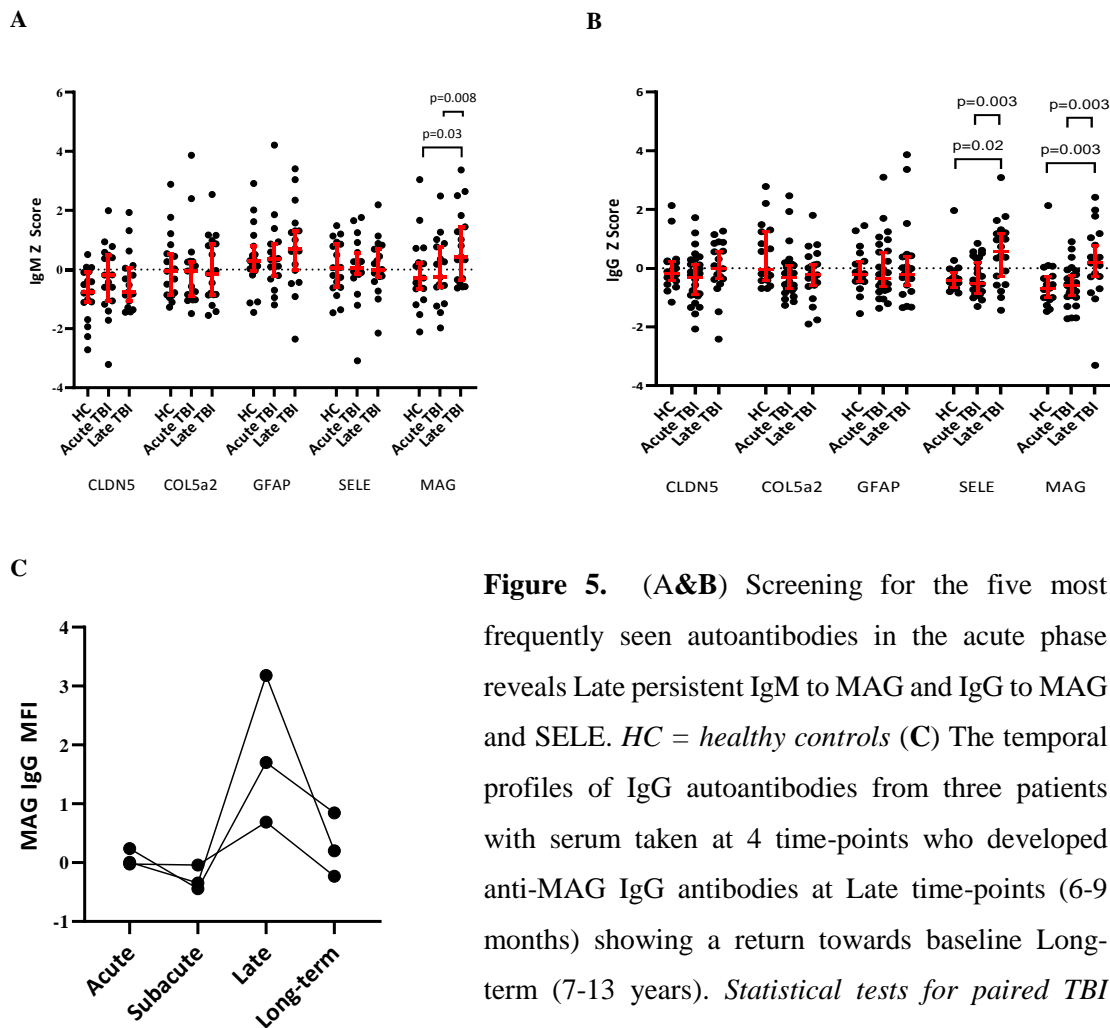 A
B
6
4
2
0
-2
-4
IgM Z Score
p=0.008
p=0.03
HC
Acute TBI
Late TBI
HC
Acute TBI
Late TBI
HC
Acute TBI
Late TBI
HC
Acute TBI
Late TBI
HC
Acute TBI
Late TBI
CLDN5 COL5a2 GFAP SELE MAG
6
4
2
0
-2
-4
IgG Z Score
p=0.003
p=0.02
p=0.003
p=0.003
HC
Acute TBI
Late TBI
HC
Acute TBI
Late TBI
HC
Acute TBI
Late TBI
HC
Acute TBI
Late TBI
HC
Acute TBI
Late TBI
CLDN5 COL5a2 GFAP SELE MAG
C
4
3
2
1
0
-1
MAG IgG MFI
Acute
Subacute
Late
Long-term
Figure 5. (A&B) Screening for the five most
frequently seen autoantibodies in the acute phase
reveals Late persistent IgM to MAG and IgG to MAG
and SELE. HC = healthy controls (C) The temporal
profiles of IgG autoantibodies from three patients
with serum taken at 4 time-points who developed
anti-MAG IgG antibodies at Late time-points (6-9
months) showing a return towards baseline Long-
term (7-13 years). Statistical tests for paired TBI